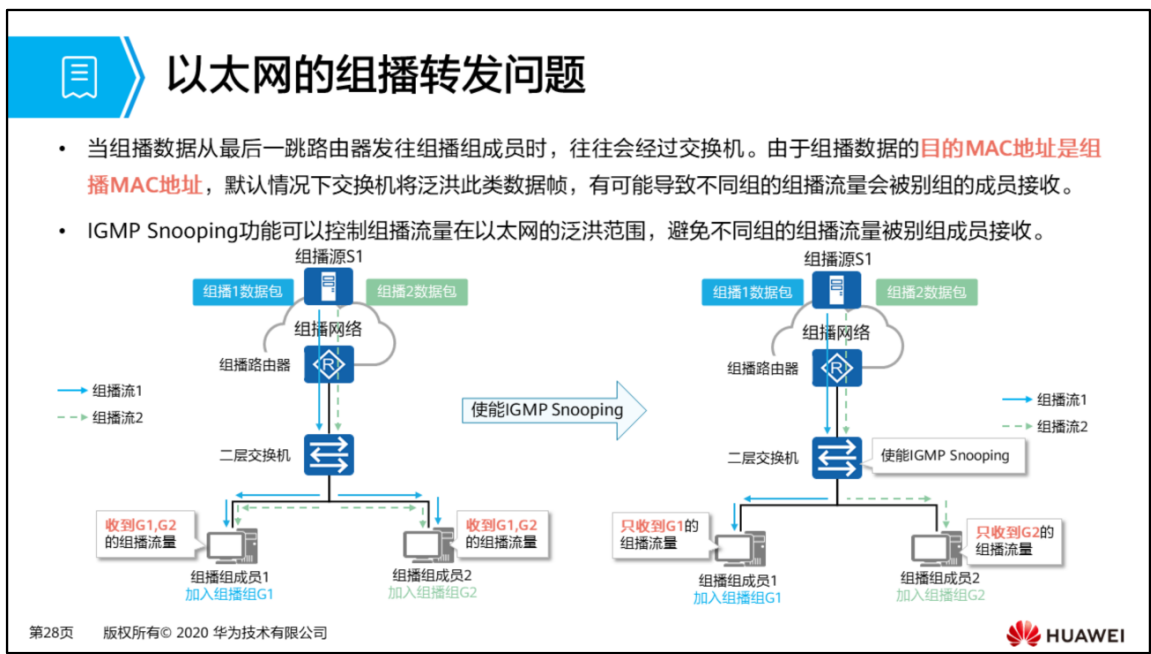 以太网的组播转发问题
• 当组播数据从最后一跳路由器发往组播组成员时，往往会经过交换机。由于组播数据的目的MAC地址是组
播MAC地址，默认情况下交换机将泛洪此类数据帧，有可能导致不同组的组播流量会被别组的成员接收。
• IGMP Snooping功能可以控制组播流量在以太网的泛洪范围，避免不同组的组播流量被别组成员接收。
组播源S1
组播1数据包
组播2数据包
组播网络
组播路由器
R
组播流1
组播流2
二层交换机
收到G1,G2
的组播流量
收到G1,G2
的组播流量
组播组成员1
加入组播组G1
组播组成员2
加入组播组G2
使能IGMP Snooping
组播源S1
组播1数据包
组播2数据包
组播网络
组播路由器
R
组播流1
组播流2
二层交换机
使能IGMP Snooping
只收到G1的
组播流量
只收到G2的
组播流量
组播组成员1
加入组播组G1
组播组成员2
加入组播组G2
第28页 版权所有© 2020 华为技术有限公司
HUAWEI